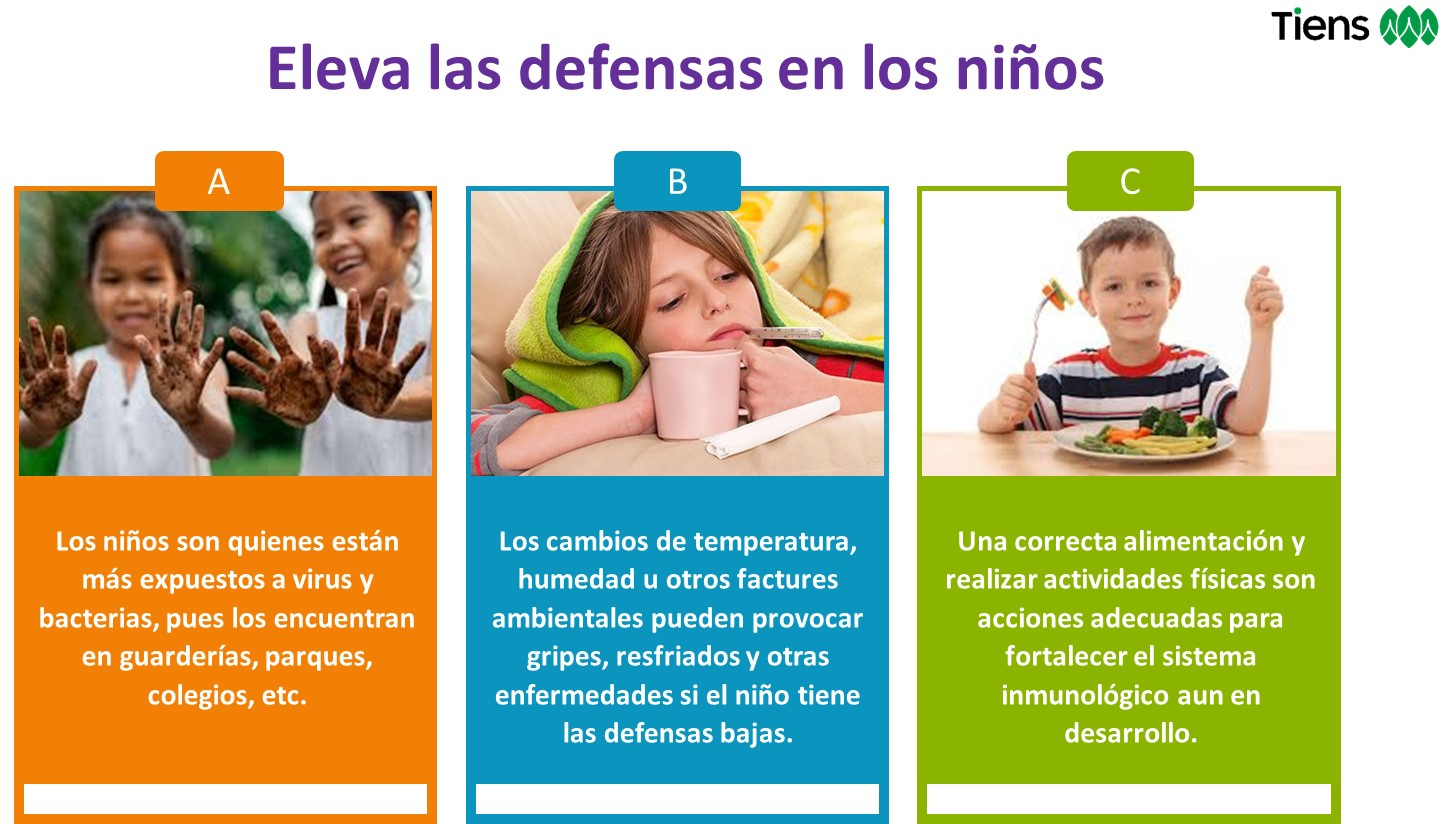 Tiens
Eleva las defensas en los niños
A
Los niños son quienes están
más expuestos a virus y
bacterias, pues los encuentran
en guarderías, parques,
colegios, etc.
B
Los cambios de temperatura,
humedad u otros factures
ambientales pueden provocar
gripes, resfriados y otras
enfermedades si el niño tiene
las defensas bajas.
C
Una correcta alimentación y
realizar actividades físicas son
acciones adecuadas para
fortalecer el sistema
inmunológico aun en
desarrollo.